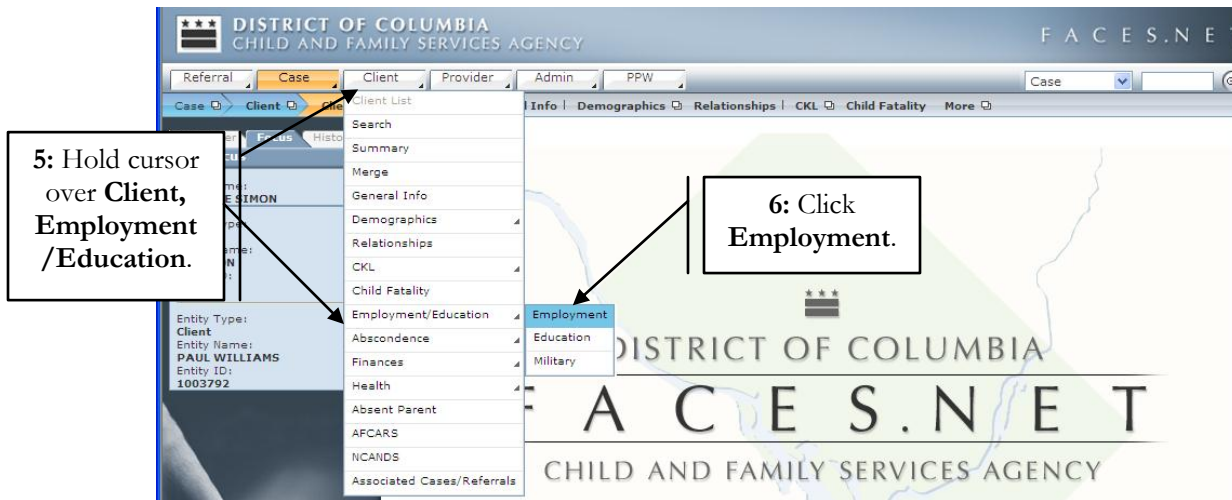 DISTRICT OF COLUMBIA
CHILD AND FAMILY SERVICES AGENCY
FACES.NE
Referral Case Client Provider Admin PPW
Case
Case Client Info Demographics Relationships CKL Child Fatality More
Client List
Search
Summary
Merge
General Info
Demographics
Relationships
CKL
Child Fatality
Employment/Education
Abscondence
Finances
Health
Absent Parent
AFCARS
NCANDS
Associated Cases/Referrals
Employment
Education
Military
Focus
SIMON
Entity Type:
Client
Entity Name:
PAUL WILLIAMS
Entity ID:
1003792
5: Hold cursor
over Client,
Employment
/Education.
6: Click
Employment.
DISTRICT OF COLUMBIA
FACES.NET
CHILD AND FAMILY SERVICES AGENCY